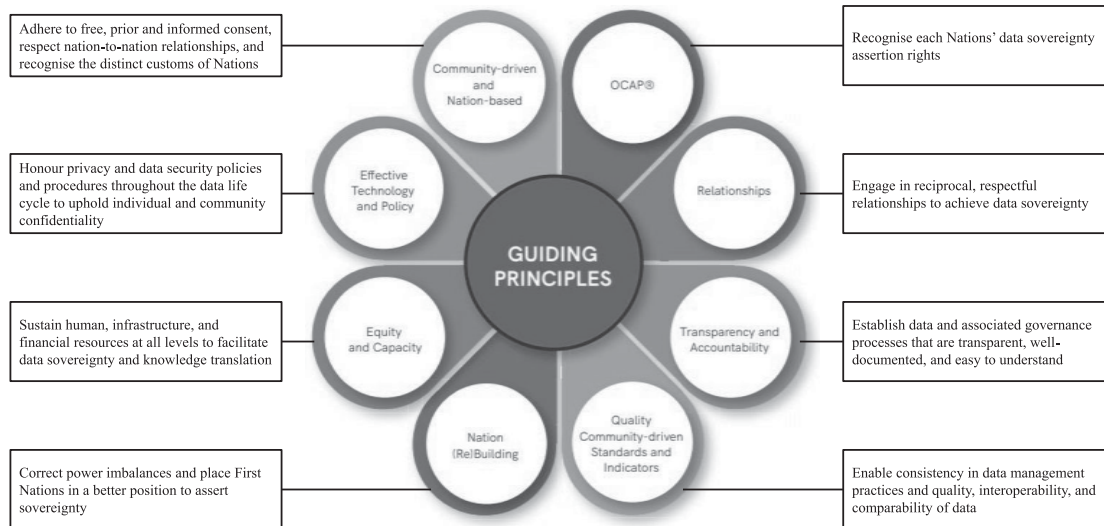 Adhere to free, prior and informed consent,
respect nation-to-nation relationships, and
recognise the distinct customs of Nations
Community-driven
and
Nation-based
OCAP®
Recognise each Nations’ data sovereignty
assertion rights
Honour privacy and data security policies
and procedures throughout the data life
cycle to uphold individual and community
confidentiality
Effective
Technology
and Policy
Relationships
Engage in reciprocal, respectful
relationships to achieve data sovereignty
GUIDING
PRINCIPLES
Sustain human, infrastructure, and
financial resources at all levels to facilitate
data sovereignty and knowledge translation
Equity
and Capacity
Transparency and
Accountability
Establish data and associated governance
processes that are transparent, well-
documented, and easy to understand
Correct power imbalances and place First
Nations in a better position to assert
sovereignty
Nation
(Re)Building
Quality
Community-driven
Standards and
Indicators
Enable consistency in data management
practices and quality, interoperability, and
comparability of data